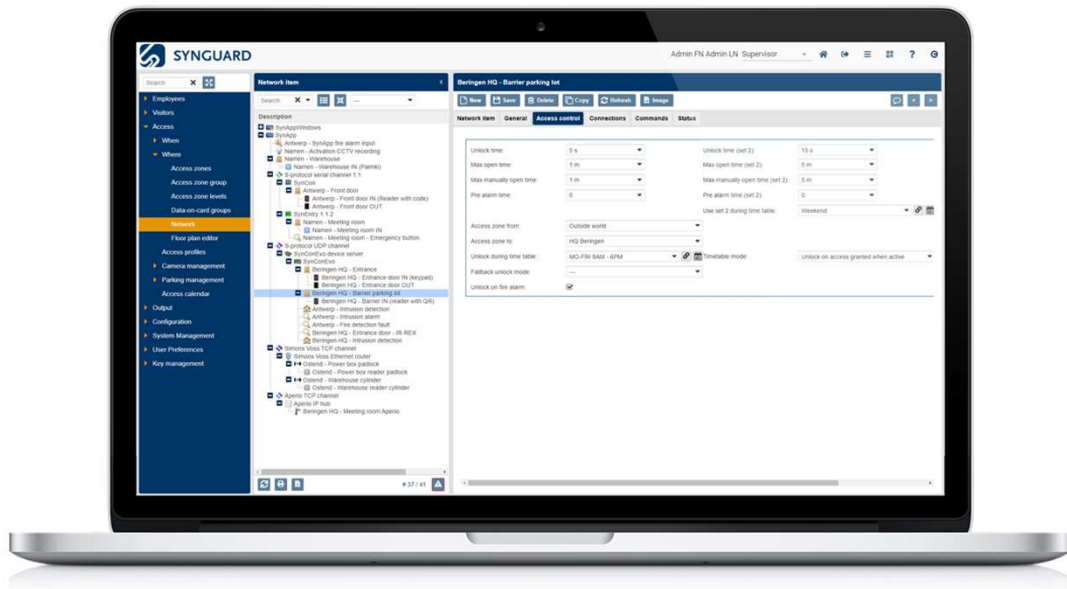 SYNGUARD
Admin FN Admin LN Supervisor
Search
Employees
Visitors
Access
When
Where
Access zones
Access zone group
Access zone levels
Data-on-card groups
Network
Floor plan editor
Access profiles
Camera management
Parking management
Access calendar
Output
Configuration
System Management
User Preferences
Key management
Network item
Search
---
Description
SynAppWindows
SynApp
Antwerp - SynApp fire alarm input
Namen - Activation CCTV recording
Namen - Warehouse
Namen - Warehouse IN (Palmki)
S-protocol serial channel 1.1
SynCon
Antwerp - Front door
Antwerp - Front door IN (Reader with code)
Antwerp - Front door OUT
SynEntry 1.1.2
Namen - Meeting room
Namen - Meeting room IN
Namen - Meeting room - Emergency button
S-protocol UDP channel
SynConEvo device server
SynConEvo
Beringen HQ - Entrance
Beringen HQ - Entrance door IN (keypad)
Beringen HQ - Entrance door OUT
Beringen HQ - Barrier parking lot
Beringen HQ - Barrier IN (reader with QR)
Antwerp - Intrusion detection
Antwerp - Intrusion alarm
Antwerp - Fire detection fault
Beringen HQ - Entrance door - IR REX
Beringen HQ - Intrusion detection
Simons Voss TCP channel
Simons Voss Ethernet router
Ostend - Power box padlock
Ostend - Power box reader padlock
Ostend - Warehouse cylinder
Ostend - Warehouse reader cylinder
Aperio TCP channel
Aperio IP hub
Beringen HQ - Meeting room Aperio
# 37 / 41
Beringen HQ - Barrier parking lot
New Save Delete Copy Refresh Image
Network item General Access control Connections Commands Status
Unlock time: 5 s Unlock time (set 2): 15 s
Max open time: 1 m Max open time (set 2): 5 m
Max manually open time: 1 m Max manually open time (set 2): 5 m
Pre alarm time: 0 Pre alarm time (set 2): 0
Use set 2 during time table: Weekend
Access zone from: Outside world
Access zone to: HQ Beringen
Unlock during time table: MO-FRI 8AM - 6PM Timetable mode: Unlock on access granted when active
Fallback unlock mode: ---
Unlock on fire alarm: